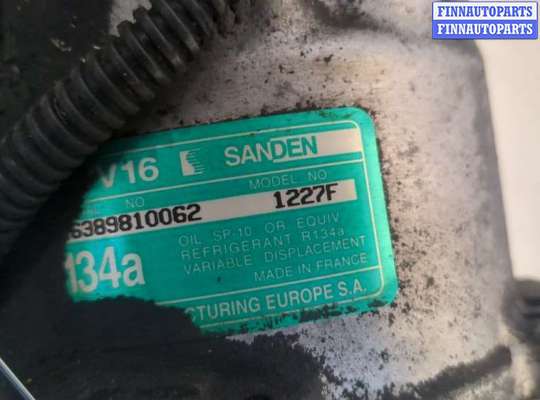 FINNAUTOPARTS
FINNAUTOPARTS
V16 SANDEN
NO MODEL NO
6389810062 1227F
OIL SP-10 OR EQUIV
REFRIGERANT R134a
VARIABLE DISPLACEMENT
134a
MADE IN FRANCE
CTURING EUROPE S.A.